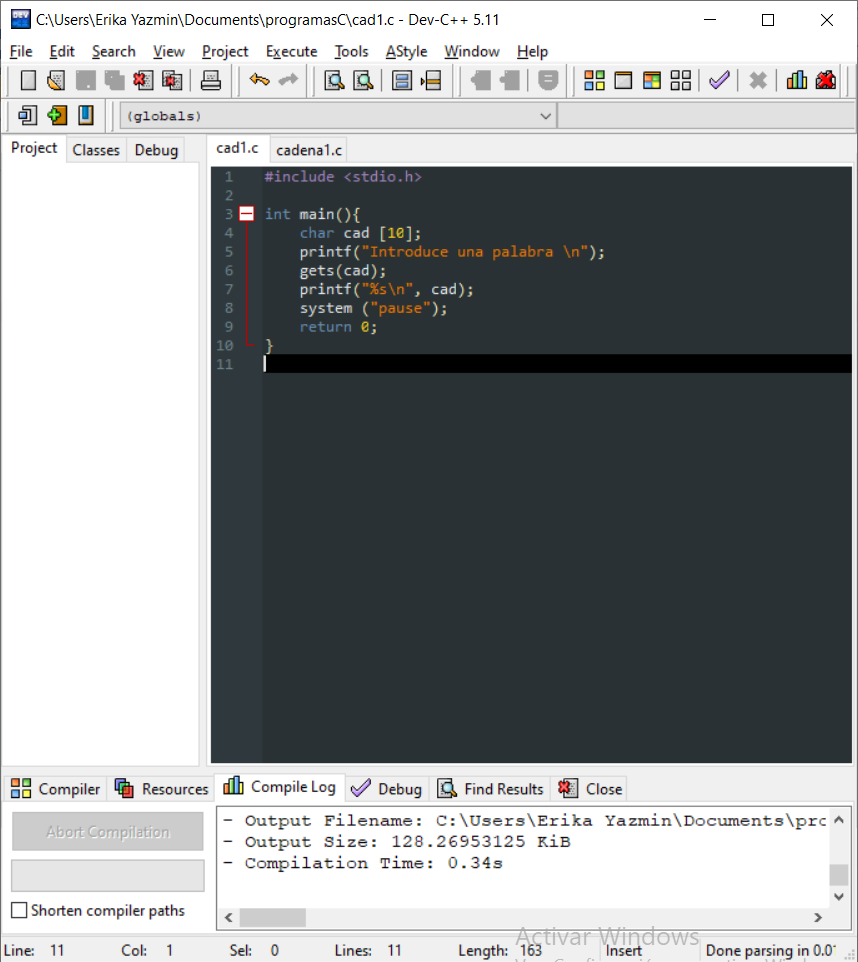 C:\Users\Erika Yazmin\Documents\programasC\cad1.c - Dev-C++ 5.11
File Edit Search View Project Execute Tools AStyle Window Help
(globals)
Project Classes Debug
cad1.c cadena1.c
1 #include <stdio.h>
2
3 int main(){
4 char cad [10];
5 printf("Introduce una palabra \n");
6 gets(cad);
7 printf("%s\n", cad);
8 system ("pause");
9 return 0;
10 }
11
Compiler Resources Compile Log Debug Find Results Close
Abort Compilation
Shorten compiler paths
- Output Filename: C:\Users\Erika Yazmin\Documents\prc
- Output Size: 128.26953125 KiB
- Compilation Time: 0.34s
Activar Windows
Line: 11 Col: 1 Sel: 0 Lines: 11 Length: 163 Insert Done parsing in 0.0